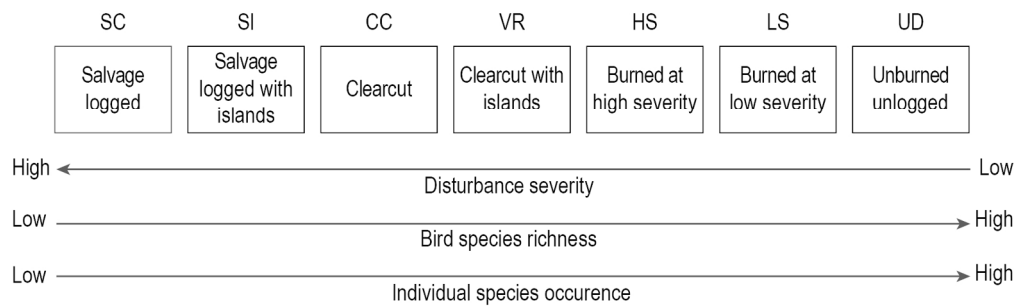 SC SI CC VR HS LS UD
Salvage
logged
Salvage
logged with
islands
Clearcut
Clearcut with
islands
Burned at
high severity
Burned at
low severity
Unburned
unlogged
High Low
Disturbance severity
Low High
Bird species richness
Low High
Individual species occurence